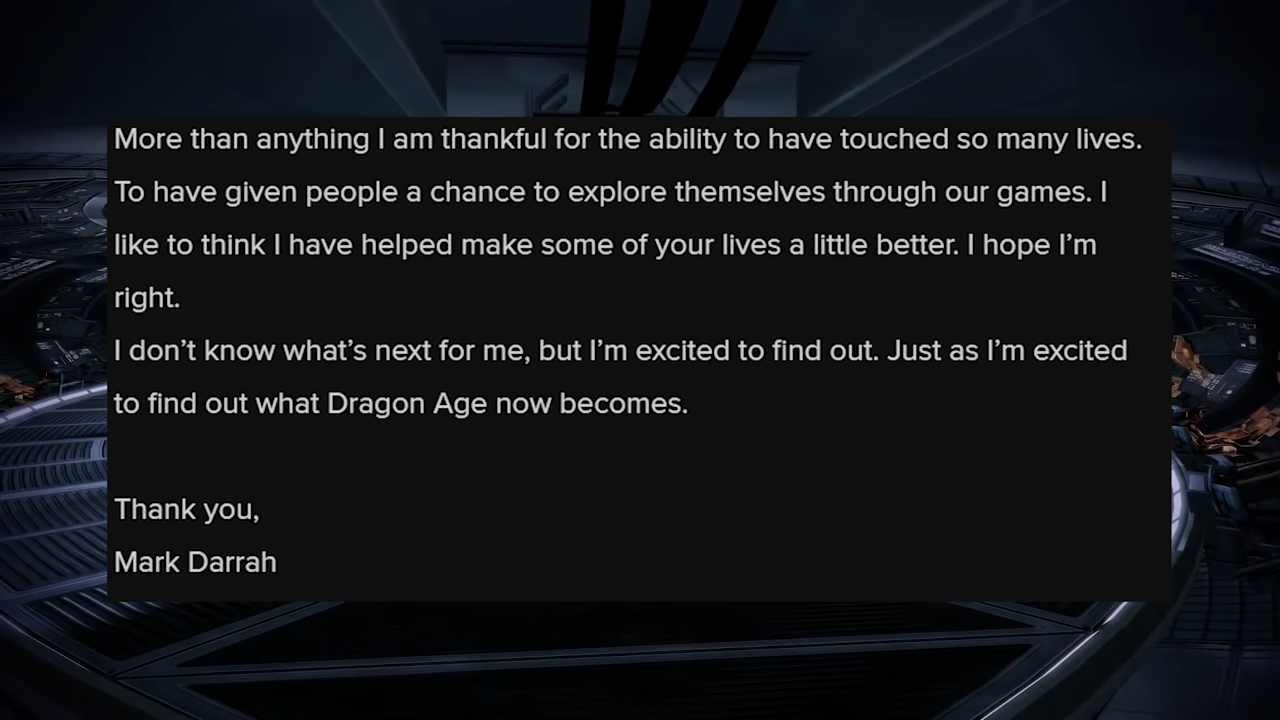 More than anything I am thankful for the ability to have touched so many lives.
To have given people a chance to explore themselves through our games. I
like to think I have helped make some of your lives a little better. I hope I’m
right.
I don’t know what’s next for me, but I’m excited to find out. Just as I’m excited
to find out what Dragon Age now becomes.
Thank you,
Mark Darrah